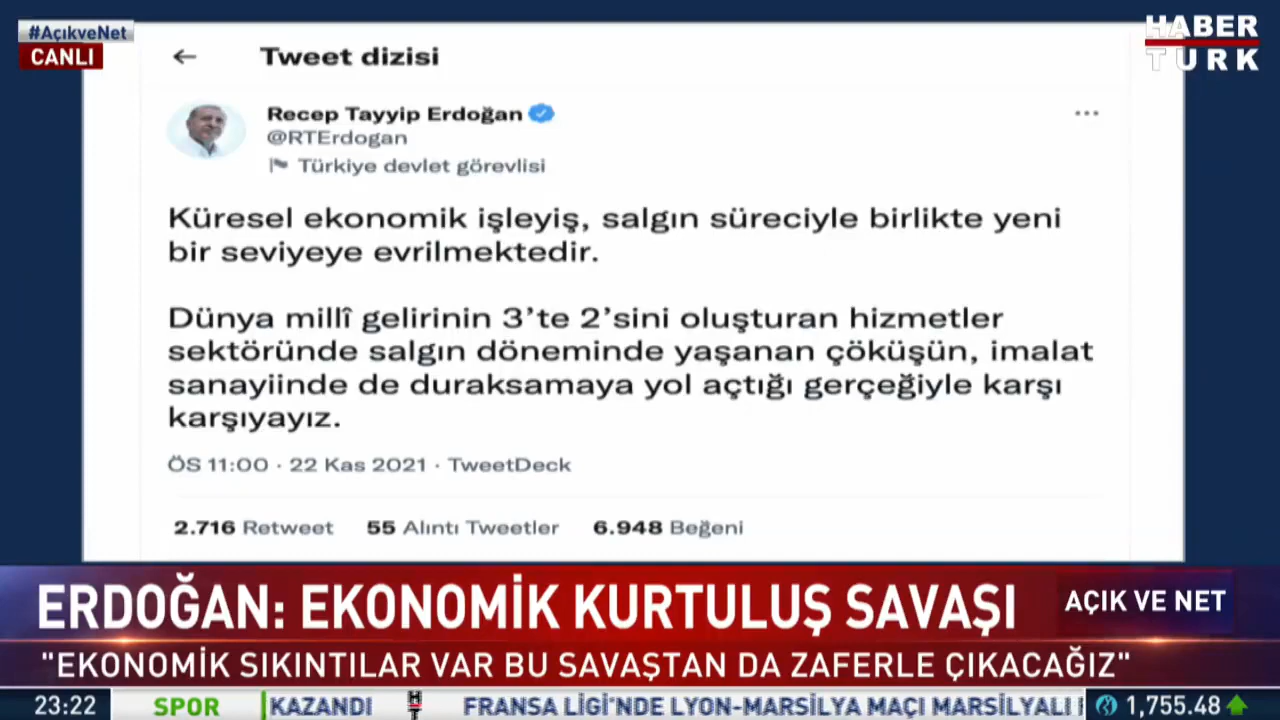 #AçıkveNet
CANLI
HABER
TÜRK
Tweet dizisi
Recep Tayyip Erdoğan
@RTErdogan
Türkiye devlet görevlisi
Küresel ekonomik işleyiş, salgın süreciyle birlikte yeni
bir seviyeye evrilmektedir.
Dünya millî gelirinin 3’te 2’sini oluşturan hizmetler
sektöründe salgın döneminde yaşanan çöküşün, imalat
sanayiinde de duraksamaya yol açtığı gerçeğiyle karşı
karşıyayız.
ÖS 11:00 · 22 Kas 2021 · TweetDeck
2.716 Retweet 55 Alıntı Tweetler 6.948 Beğeni
ERDOĞAN: EKONOMİK KURTULUŞ SAVAŞI
AÇIK VE NET
"EKONOMİK SIKINTILAR VAR BU SAVAŞTAN DA ZAFERLE ÇIKACAĞIZ"
23:22 SPOR KAZANDI FRANSA LİGİ'NDE LYON-MARSİLYA MAÇI MARSİLYALI 1,755.48